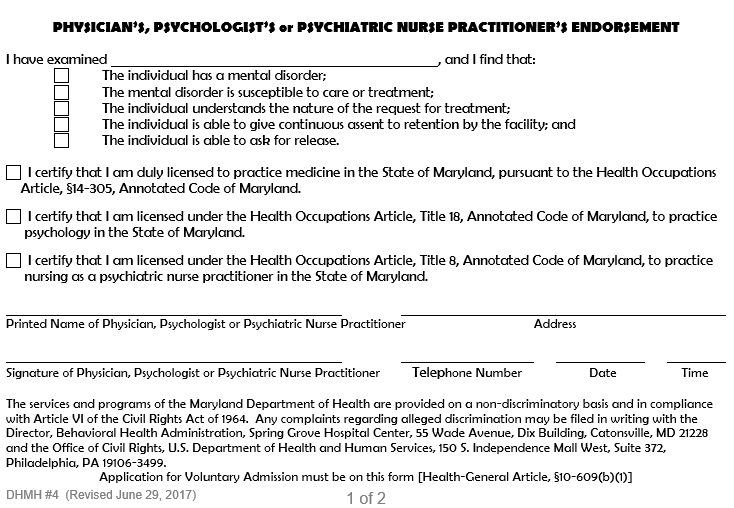 PHYSICIAN'S, PSYCHOLOGIST'S or PSYCHIATRIC NURSE PRACTITIONER'S ENDORSEMENT
I have examined ________________________, and I find that:
The individual has a mental disorder;
The mental disorder is susceptible to care or treatment;
The individual understands the nature of the request for treatment;
The individual is able to give continuous assent to retention by the facility; and
The individual is able to ask for release.
I certify that I am duly licensed to practice medicine in the State of Maryland, pursuant to the Health Occupations
Article, §14-305, Annotated Code of Maryland.
I certify that I am licensed under the Health Occupations Article, Title 18, Annotated Code of Maryland, to practice
psychology in the State of Maryland.
I certify that I am licensed under the Health Occupations Article, Title 8, Annotated Code of Maryland, to practice
nursing as a psychiatric nurse practitioner in the State of Maryland.
Printed Name of Physician, Psychologist or Psychiatric Nurse Practitioner Address
Signature of Physician, Psychologist or Psychiatric Nurse Practitioner Telephone Number Date Time
The services and programs of the Maryland Department of Health are provided on a non-discriminatory basis and in compliance
with Article VI of the Civil Rights Act of 1964. Any complaints regarding alleged discrimination may be filed in writing with the
Director, Behavioral Health Administration, Spring Grove Hospital Center, 55 Wade Avenue, Dix Building, Catonsville, MD 21228
and the Office of Civil Rights, U.S. Department of Health and Human Services, 150 S. Independence Mall West, Suite 372,
Philadelphia, PA 19106-3499.
Application for Voluntary Admission must be on this form [Health-General Article, §10-609(b)(1)]
DHMH #4 (Revised June 29, 2017) 1 of 2